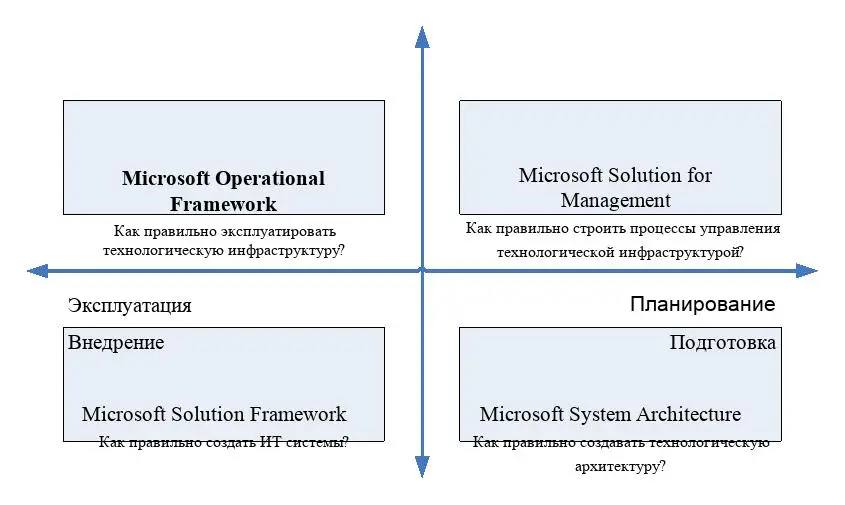 Microsoft Operational
Framework
Как правильно эксплуатировать
технологическую инфраструктуру?
Microsoft Solution for
Management
Как правильно строить процессы управления
технологической инфраструктурой?
Эксплуатация
Планирование
Внедрение
Microsoft Solution Framework
Как правильно создать ИТ системы?
Подготовка
Microsoft System Architecture
Как правильно создавать технологическую
архитектуру?